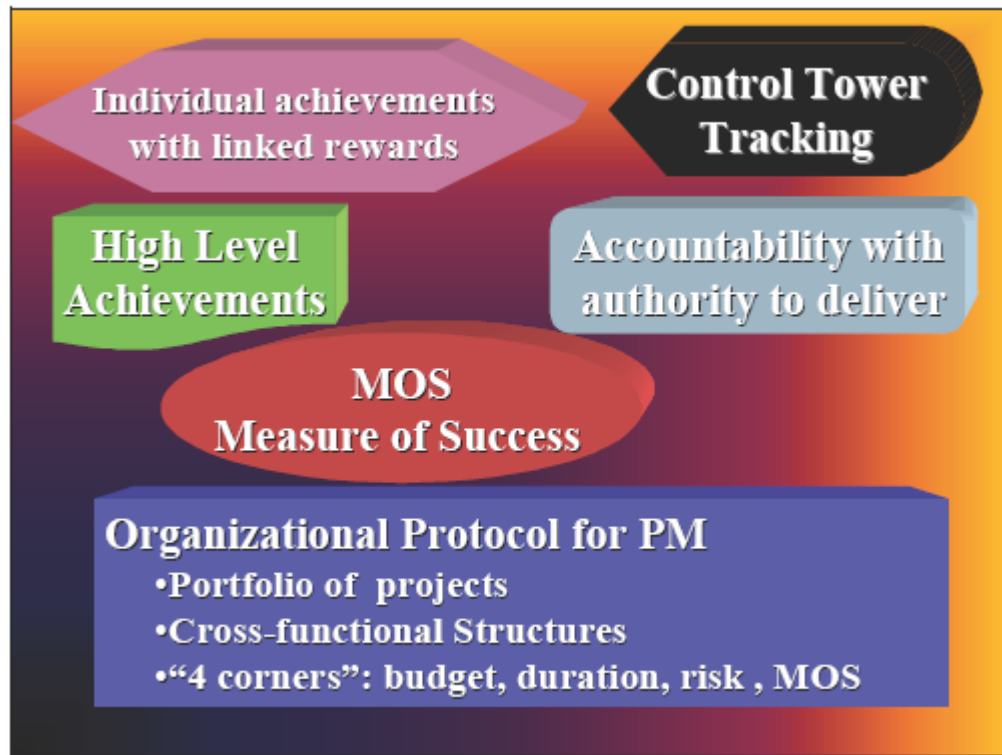 Individual achievements
with linked rewards
Control Tower
Tracking
High Level
Achievements
Accountability with
authority to deliver
MOS
Measure of Success
Organizational Protocol for PM
•Portfolio of projects
•Cross-functional Structures
•“4 corners”: budget, duration, risk , MOS